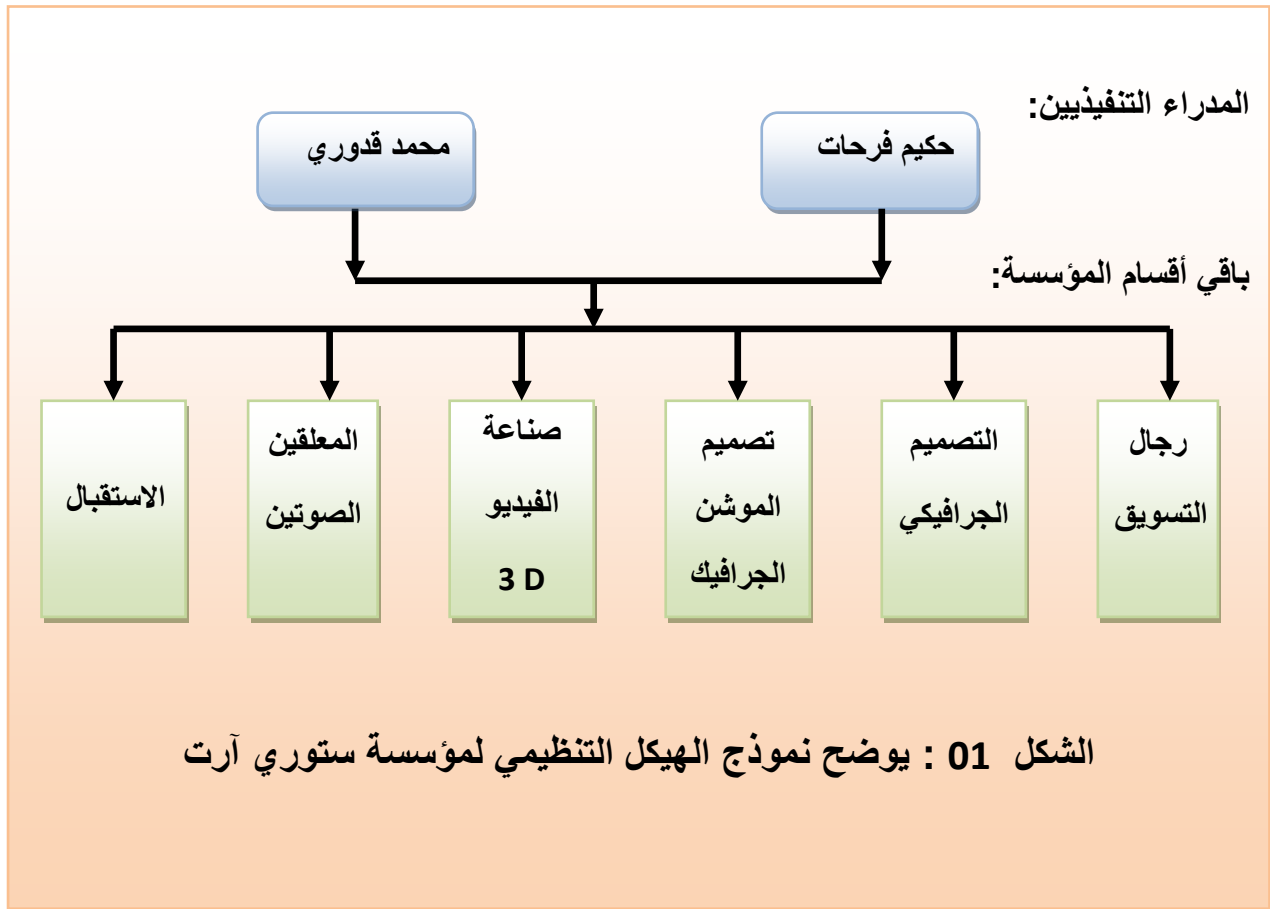 المدراء التنفيذيين:
حكيم فرحات
محمد قدوري
باقي أقسام المؤسسة:
رجال
التسويق
التصميم
الجرافيكي
تصميم
الموشن
الجرافيك
صناعة
الفيديو
3 D
المعلقين
الصوتين
الاستقبال
الشكل 01 : يوضح نموذج الهيكل التنظيمي لمؤسسة ستوري آرت